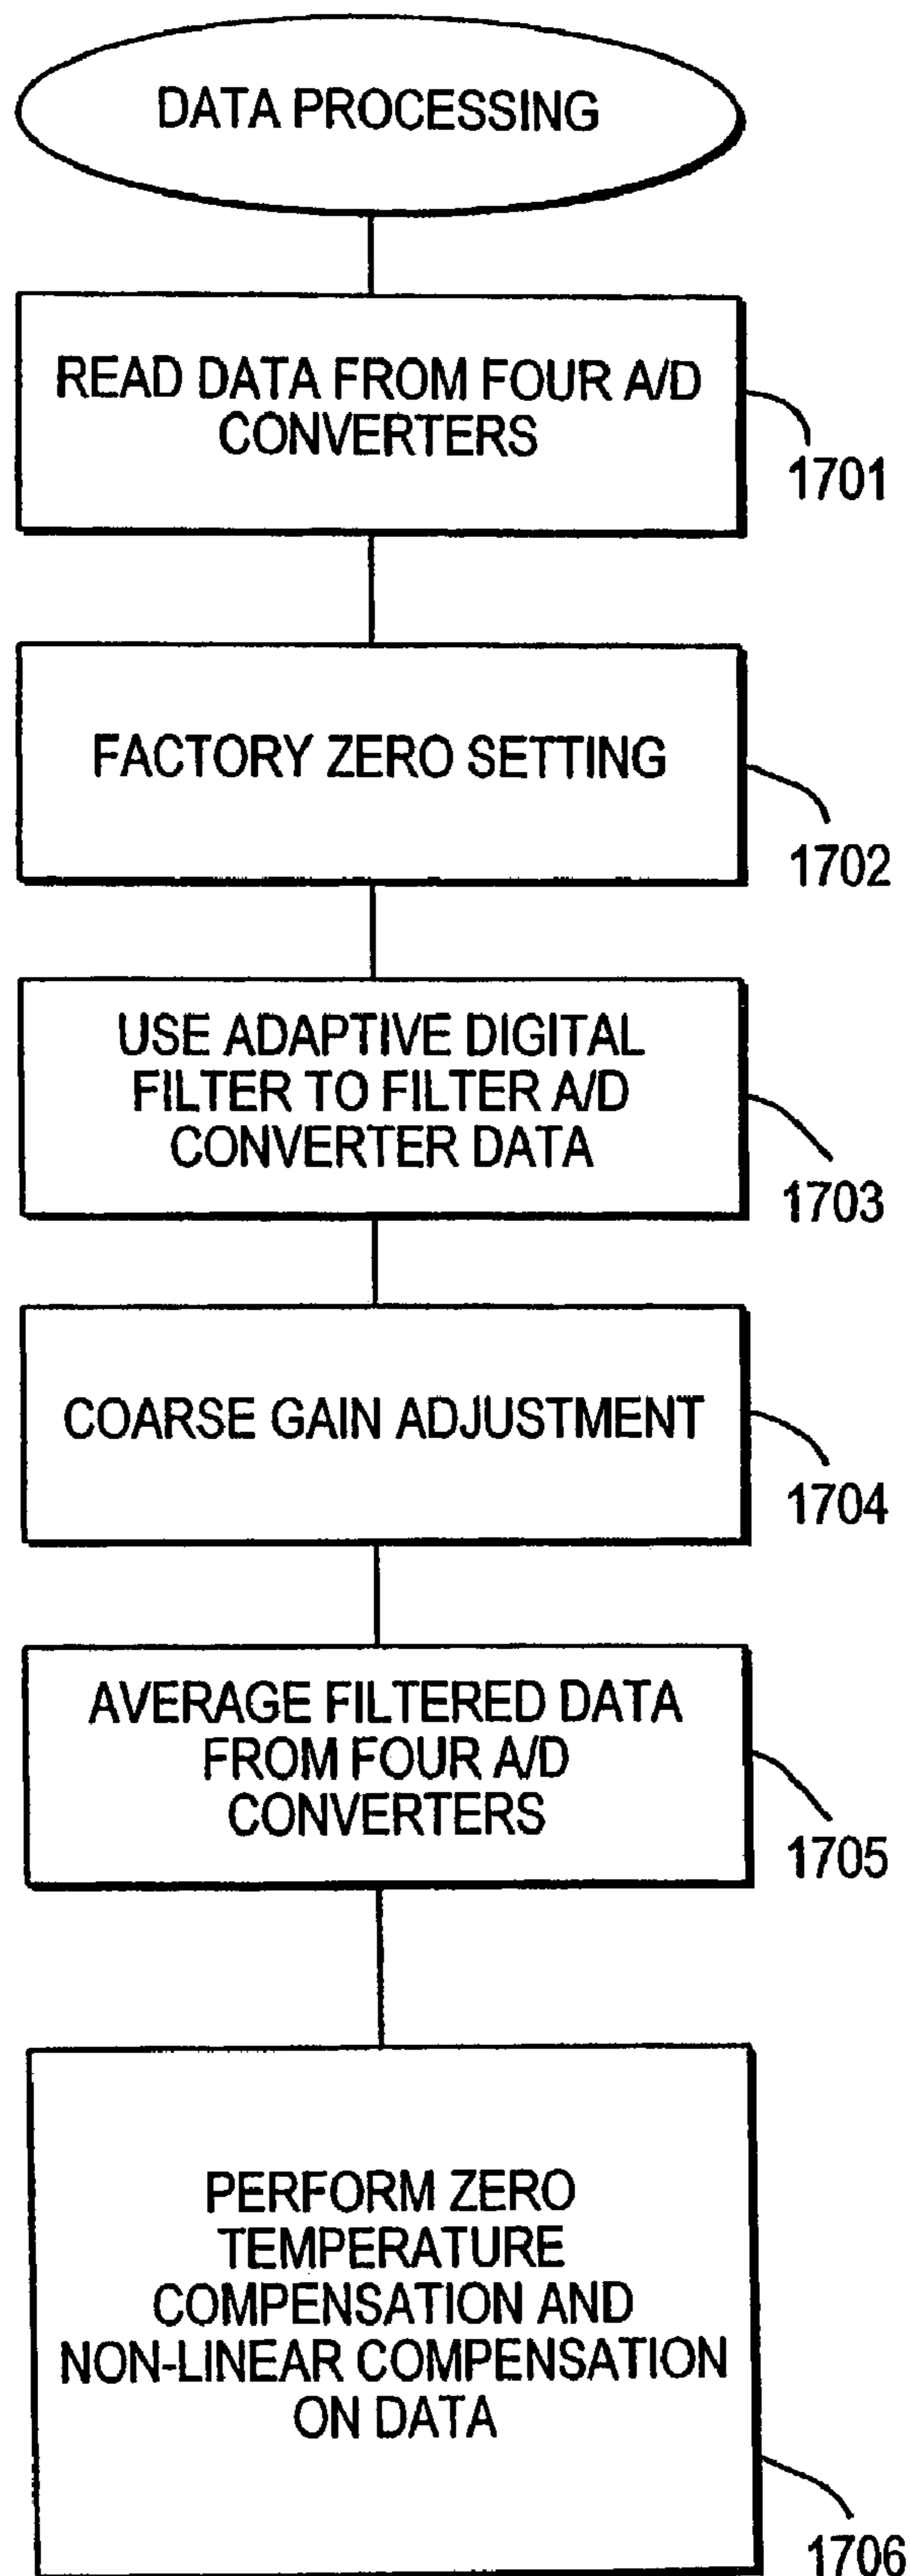 DATA PROCESSING
READ DATA FROM FOUR A/D
CONVERTERS
1701
FACTORY ZERO SETTING
1702
USE ADAPTIVE DIGITAL
FILTER TO FILTER A/D
CONVERTER DATA
1703
COARSE GAIN ADJUSTMENT
1704
AVERAGE FILTERED DATA
FROM FOUR A/D
CONVERTERS
1705
PERFORM ZERO
TEMPERATURE
COMPENSATION AND
NON-LINEAR COMPENSATION
ON DATA
1706